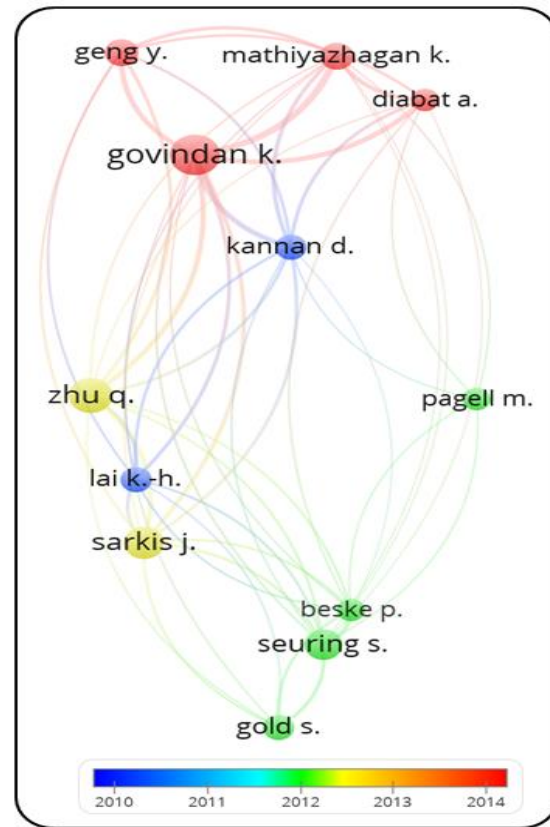 geng y.
mathiyazhagan k.
diabat a.
govindan k.
kannan d.
zhu q.
pagell m.
lai k.-h.
sarkis j.
beske p.
seuring s.
gold s.
2010 2011 2012 2013 2014